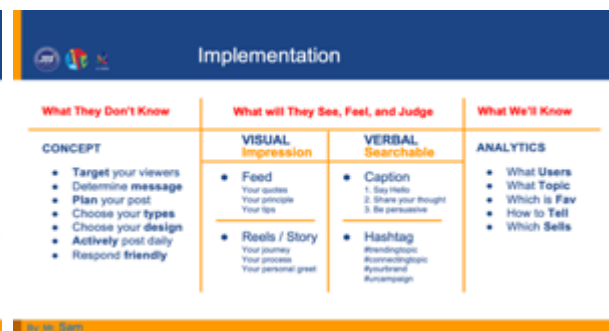 Implementation
What They Don't Know
What will They See, Feel, and Judge
What We'll Know
CONCEPT
Target your viewers
Determine message
Plan your post
Choose your types
Choose your design
Actively post daily
Respond friendly
VISUAL
Impression
Feed
Your quotes
Your principle
Your tips
Reels / Story
Your journey
Your process
Your personal greet
VERBAL
Searchable
Caption
1. Say Hello
2. Share your thought
3. Be persuasive
Hashtag
#trendingtopic
#connectingtopic
#yourbrand
#urcampaign
ANALYTICS
What Users
What Topic
Which is Fav
How to Tell
Which Sells
By Mr. Sam